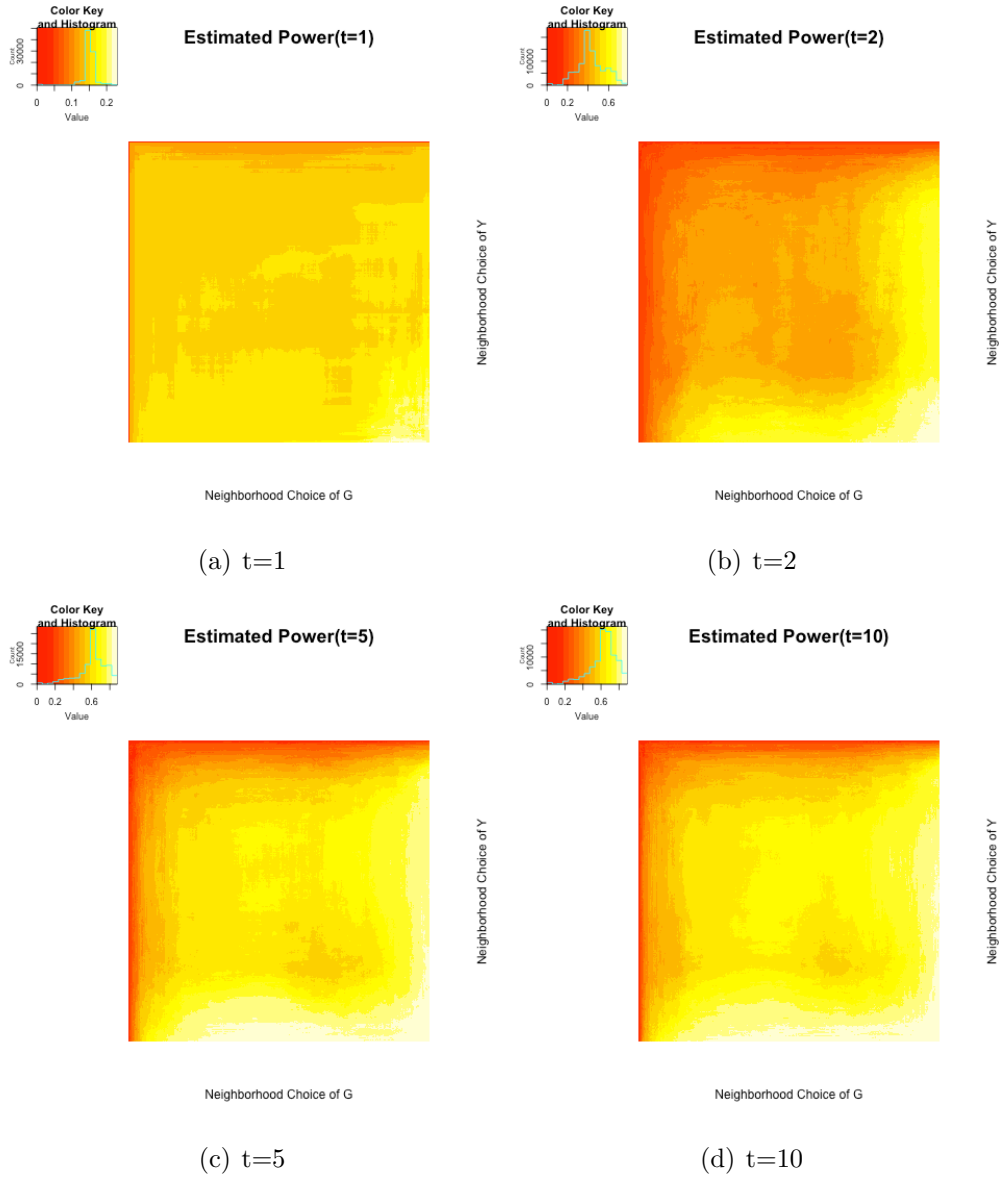 Color Key
and Histogram
Estimated Power(t=1)
Count
0 30000
0 0.1 0.2
Value
Neighborhood Choice of Y
Neighborhood Choice of G
(a) t=1
Color Key
and Histogram
Estimated Power(t=2)
Count
0 10000
0 0.2 0.6
Value
Neighborhood Choice of Y
Neighborhood Choice of G
(b) t=2
Color Key
and Histogram
Estimated Power(t=5)
Count
0 15000
0 0.2 0.6
Value
Neighborhood Choice of Y
Neighborhood Choice of G
(c) t=5
Color Key
and Histogram
Estimated Power(t=10)
Count
0 10000
0 0.2 0.6
Value
Neighborhood Choice of Y
Neighborhood Choice of G
(d) t=10